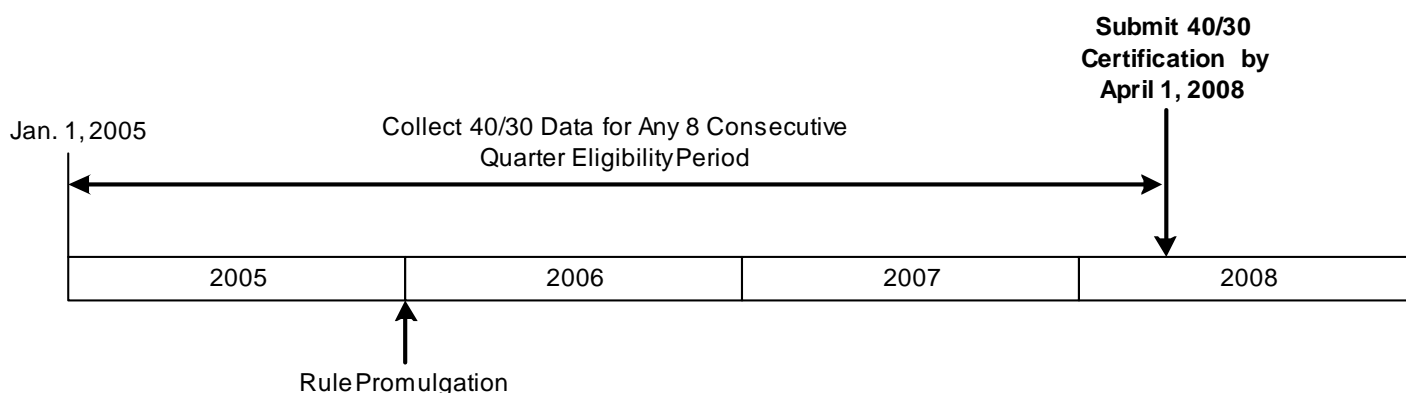 Submit 40/30
Certification by
April 1, 2008
Jan. 1, 2005
Collect 40/30 Data for Any 8 Consecutive
Quarter Eligibility Period
2005
2006
2007
2008
Rule Promulgation